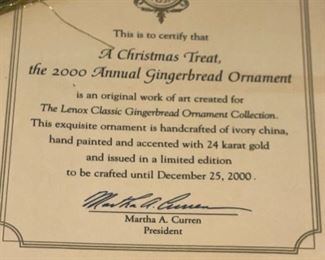 This is to certify that
A Christmas Treat,
the 2000 Annual Gingerbread Ornament
is an original work of art created for
The Lenox Classic Gingerbread Ornament Collection.
This exquisite ornament is handcrafted of ivory china,
hand painted and accented with 24 karat gold
and issued in a limited edition
to be crafted until December 25, 2000.
Martha A. Curren
Martha A. Curren
President